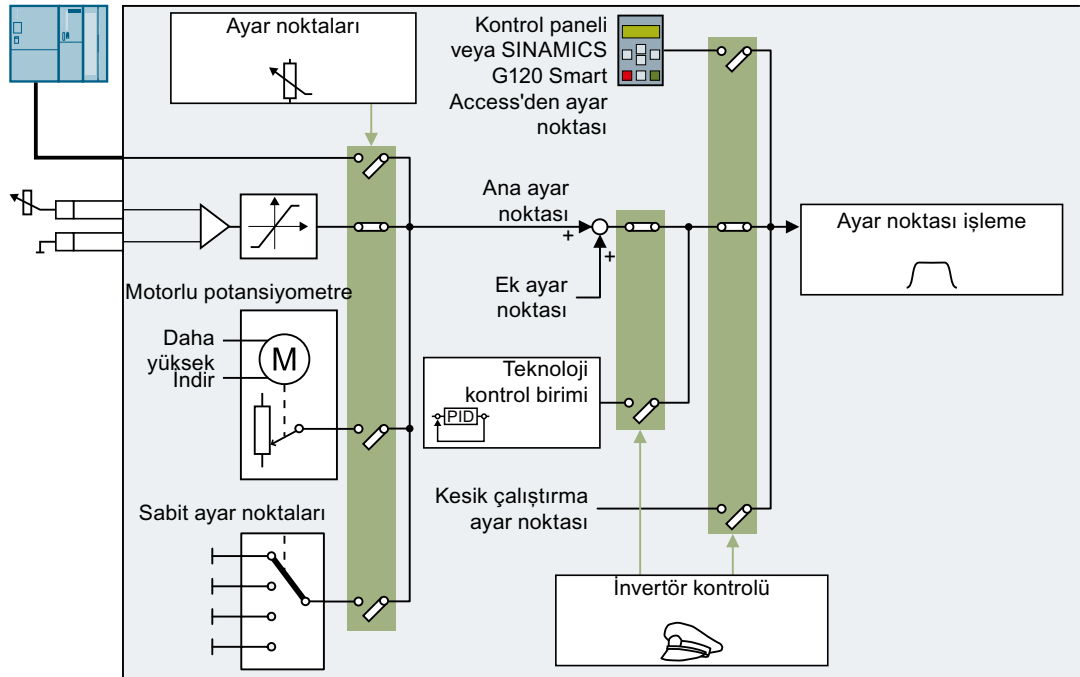 Ayar noktaları
Kontrol paneli
veya SINAMICS
G120 Smart
Access'den ayar
noktası
Ana ayar
noktası
+
+
Ek ayar
noktası
Ayar noktası işleme
Motorlu potansiyometre
Daha
yüksek
İndir
M
Teknoloji
kontrol birimi
PID
Kesik çalıştırma
ayar noktası
Sabit ayar noktaları
İnvertör kontrolü